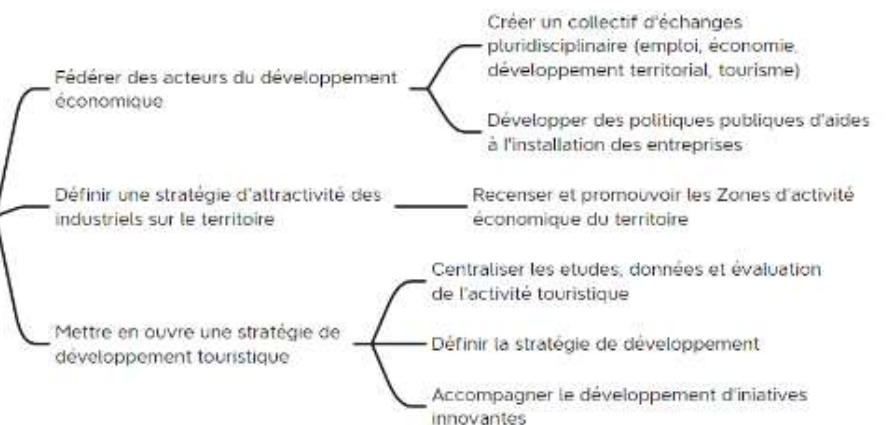 Créer un collectif d'échanges
pluridisciplinaire (emploi, économie,
développement territorial, tourisme)
Fédérer des acteurs du développement
économique
Développer des politiques publiques d'aides
à l'installation des entreprises
Définir une stratégie d'attractivité des
industriels sur le territoire
Recenser et promouvoir les Zones d'activité
économique du territoire
Centraliser les etudes, données et évaluation
de l'activité touristique
Mettre en ouvre une stratégie de
développement touristique
Définir la stratégie de développement
Accompagner le développement d'iniatives
innovantes